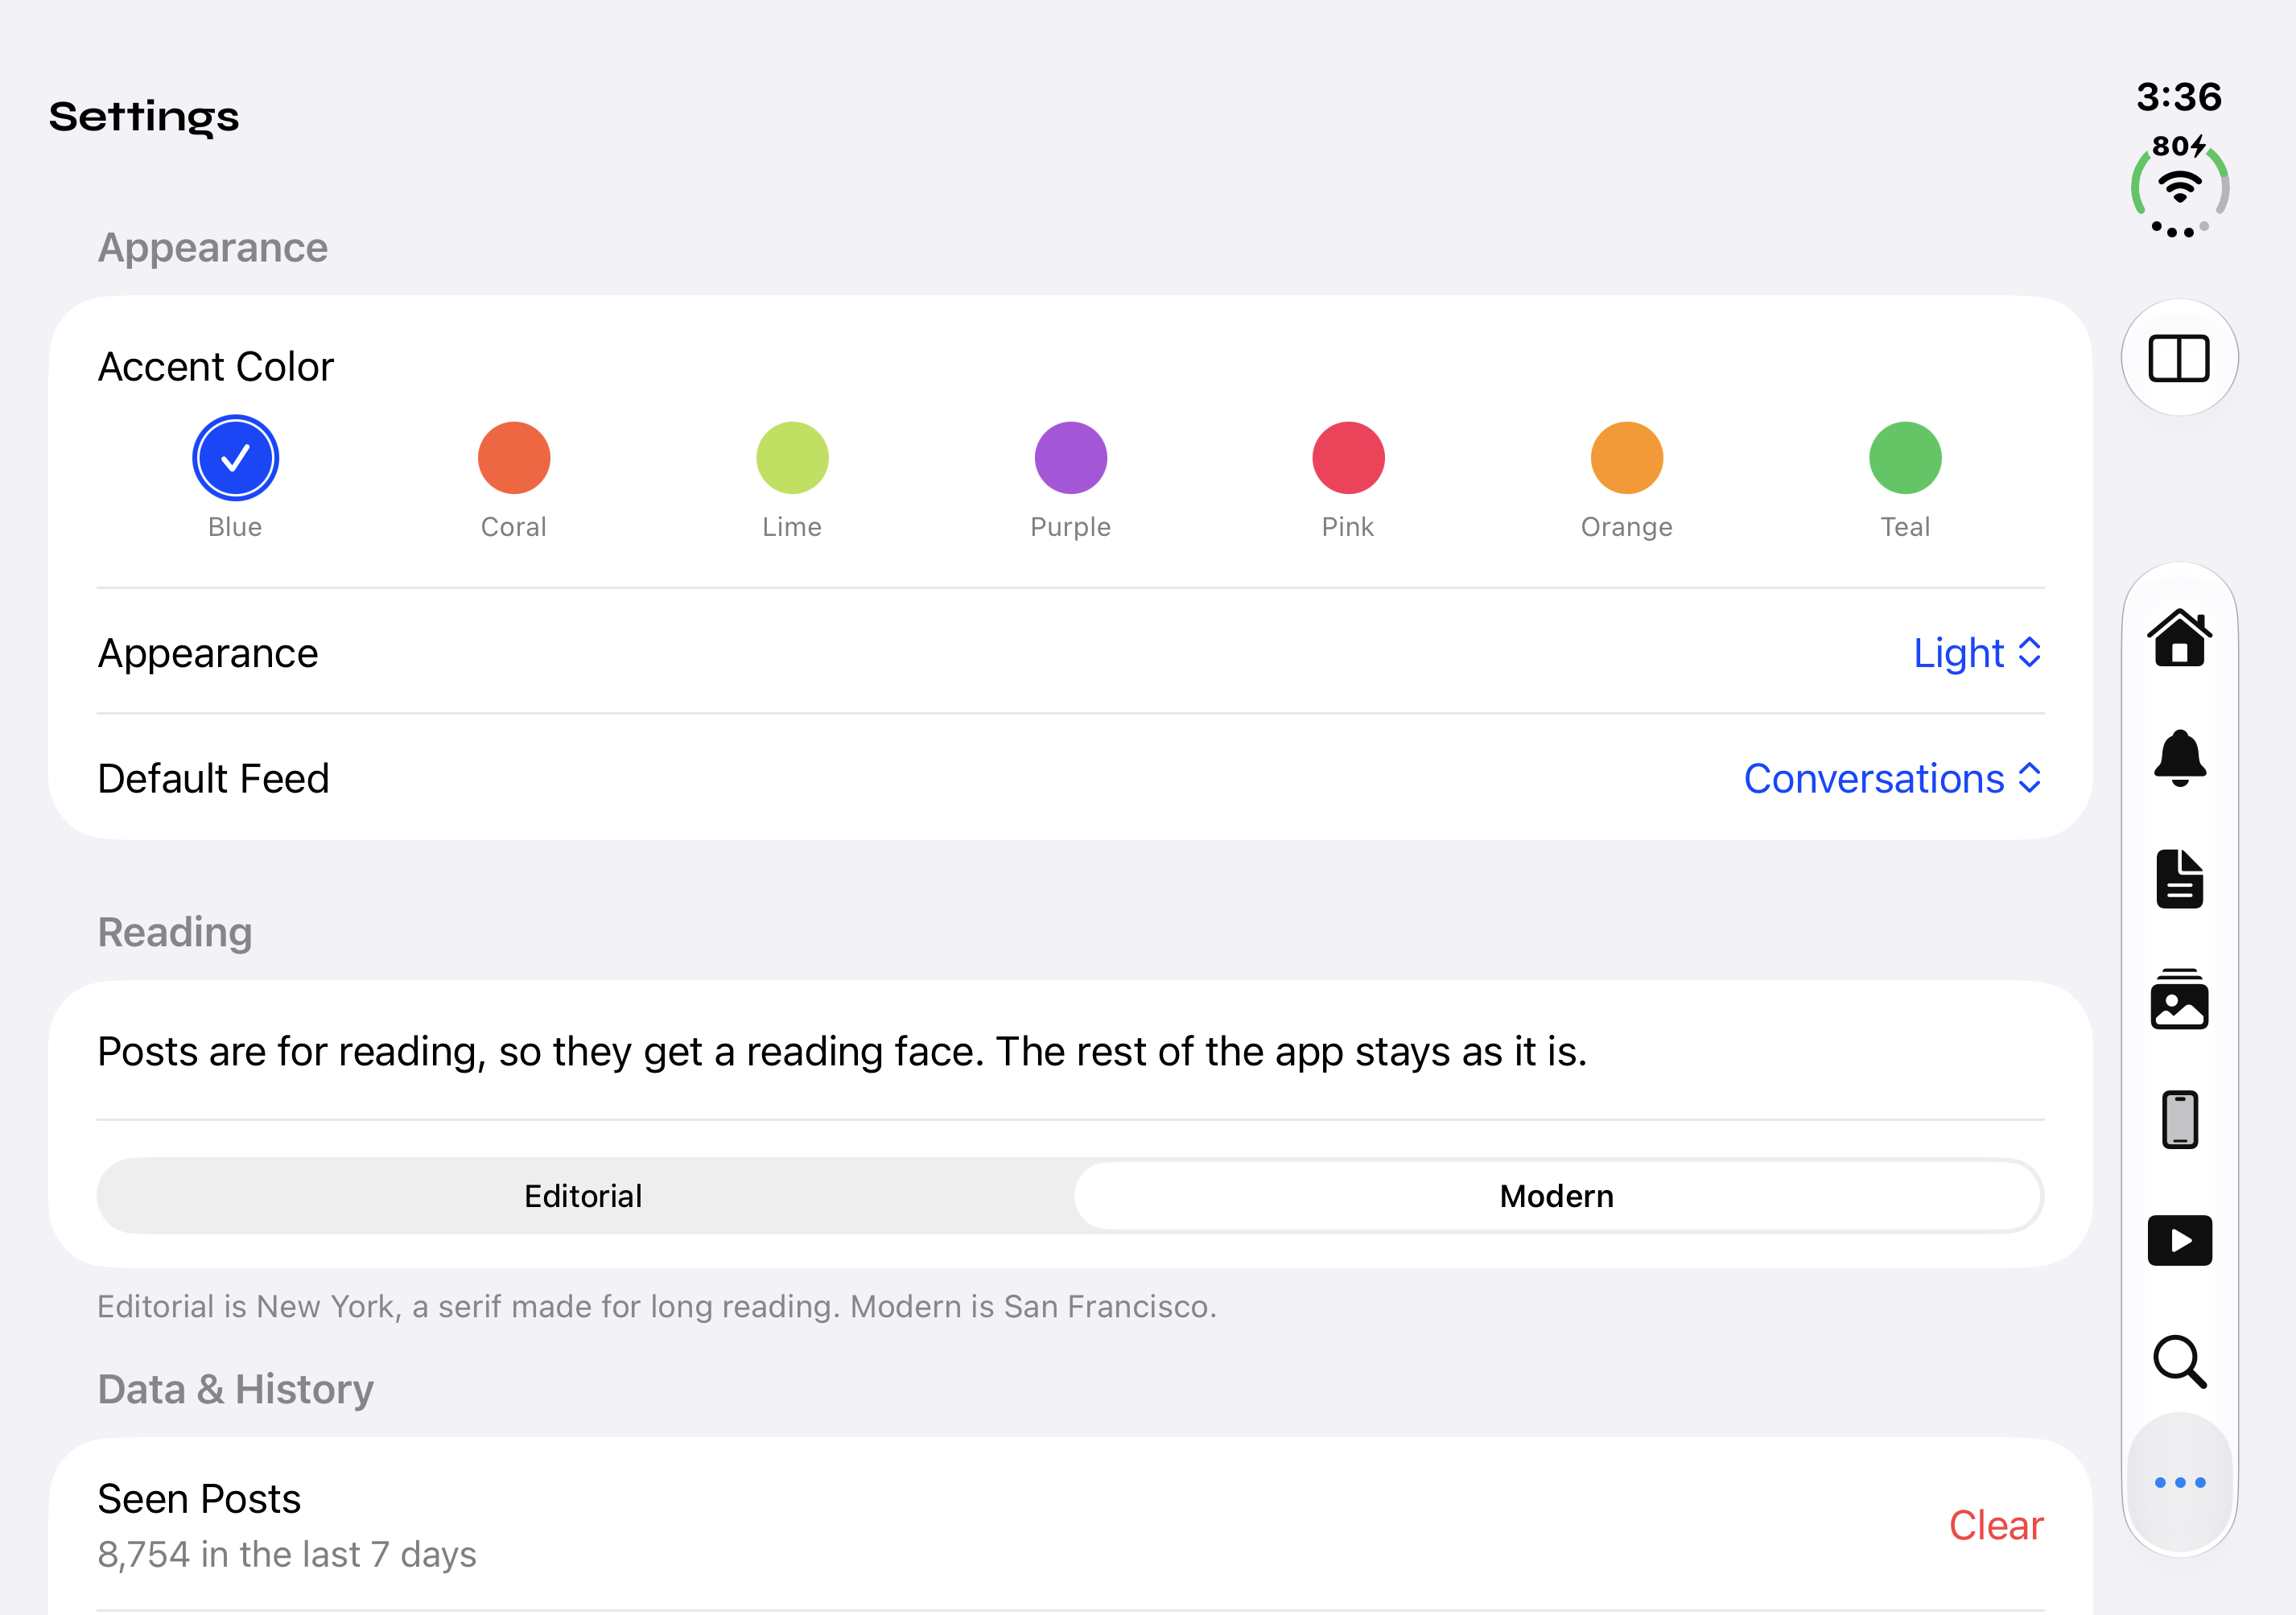 Settings
3:36
80
Appearance
Accent Color
Blue
Coral
Lime
Purple
Pink
Orange
Teal
Appearance
Light
Default Feed
Conversations
Reading
Posts are for reading, so they get a reading face. The rest of the app stays as it is.
Editorial
Modern
Editorial is New York, a serif made for long reading. Modern is San Francisco.
Data & History
Seen Posts
8,754 in the last 7 days
Clear